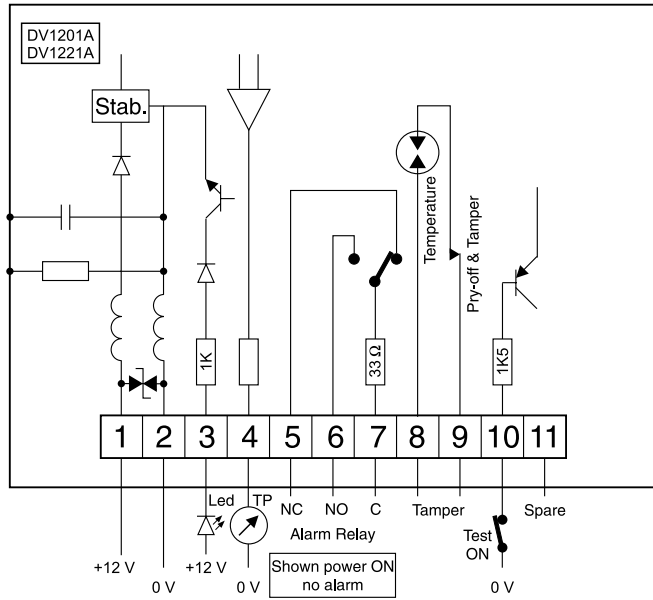 DV1201A
DV1221A
Stab.
Temperature
Pry-off & Tamper
1K
33 Ω
1K5
1 2 3 4 5 6 7 8 9 10 11
Led TP NC NO C Tamper Spare
Alarm Relay
Test
ON
+12 V +12 V
0 V 0 V 0 V
Shown power ON
no alarm